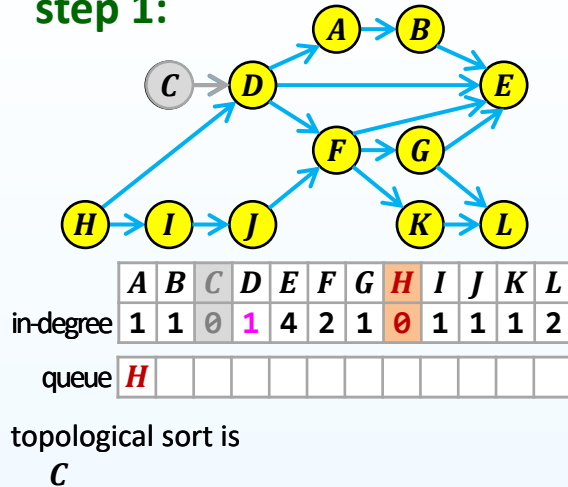 step 1:
A B
C D E
F G
H I J K L
A B C D E F G H I J K L
in-degree 1 1 0 1 4 2 1 0 1 1 1 2
queue H
topological sort is
C